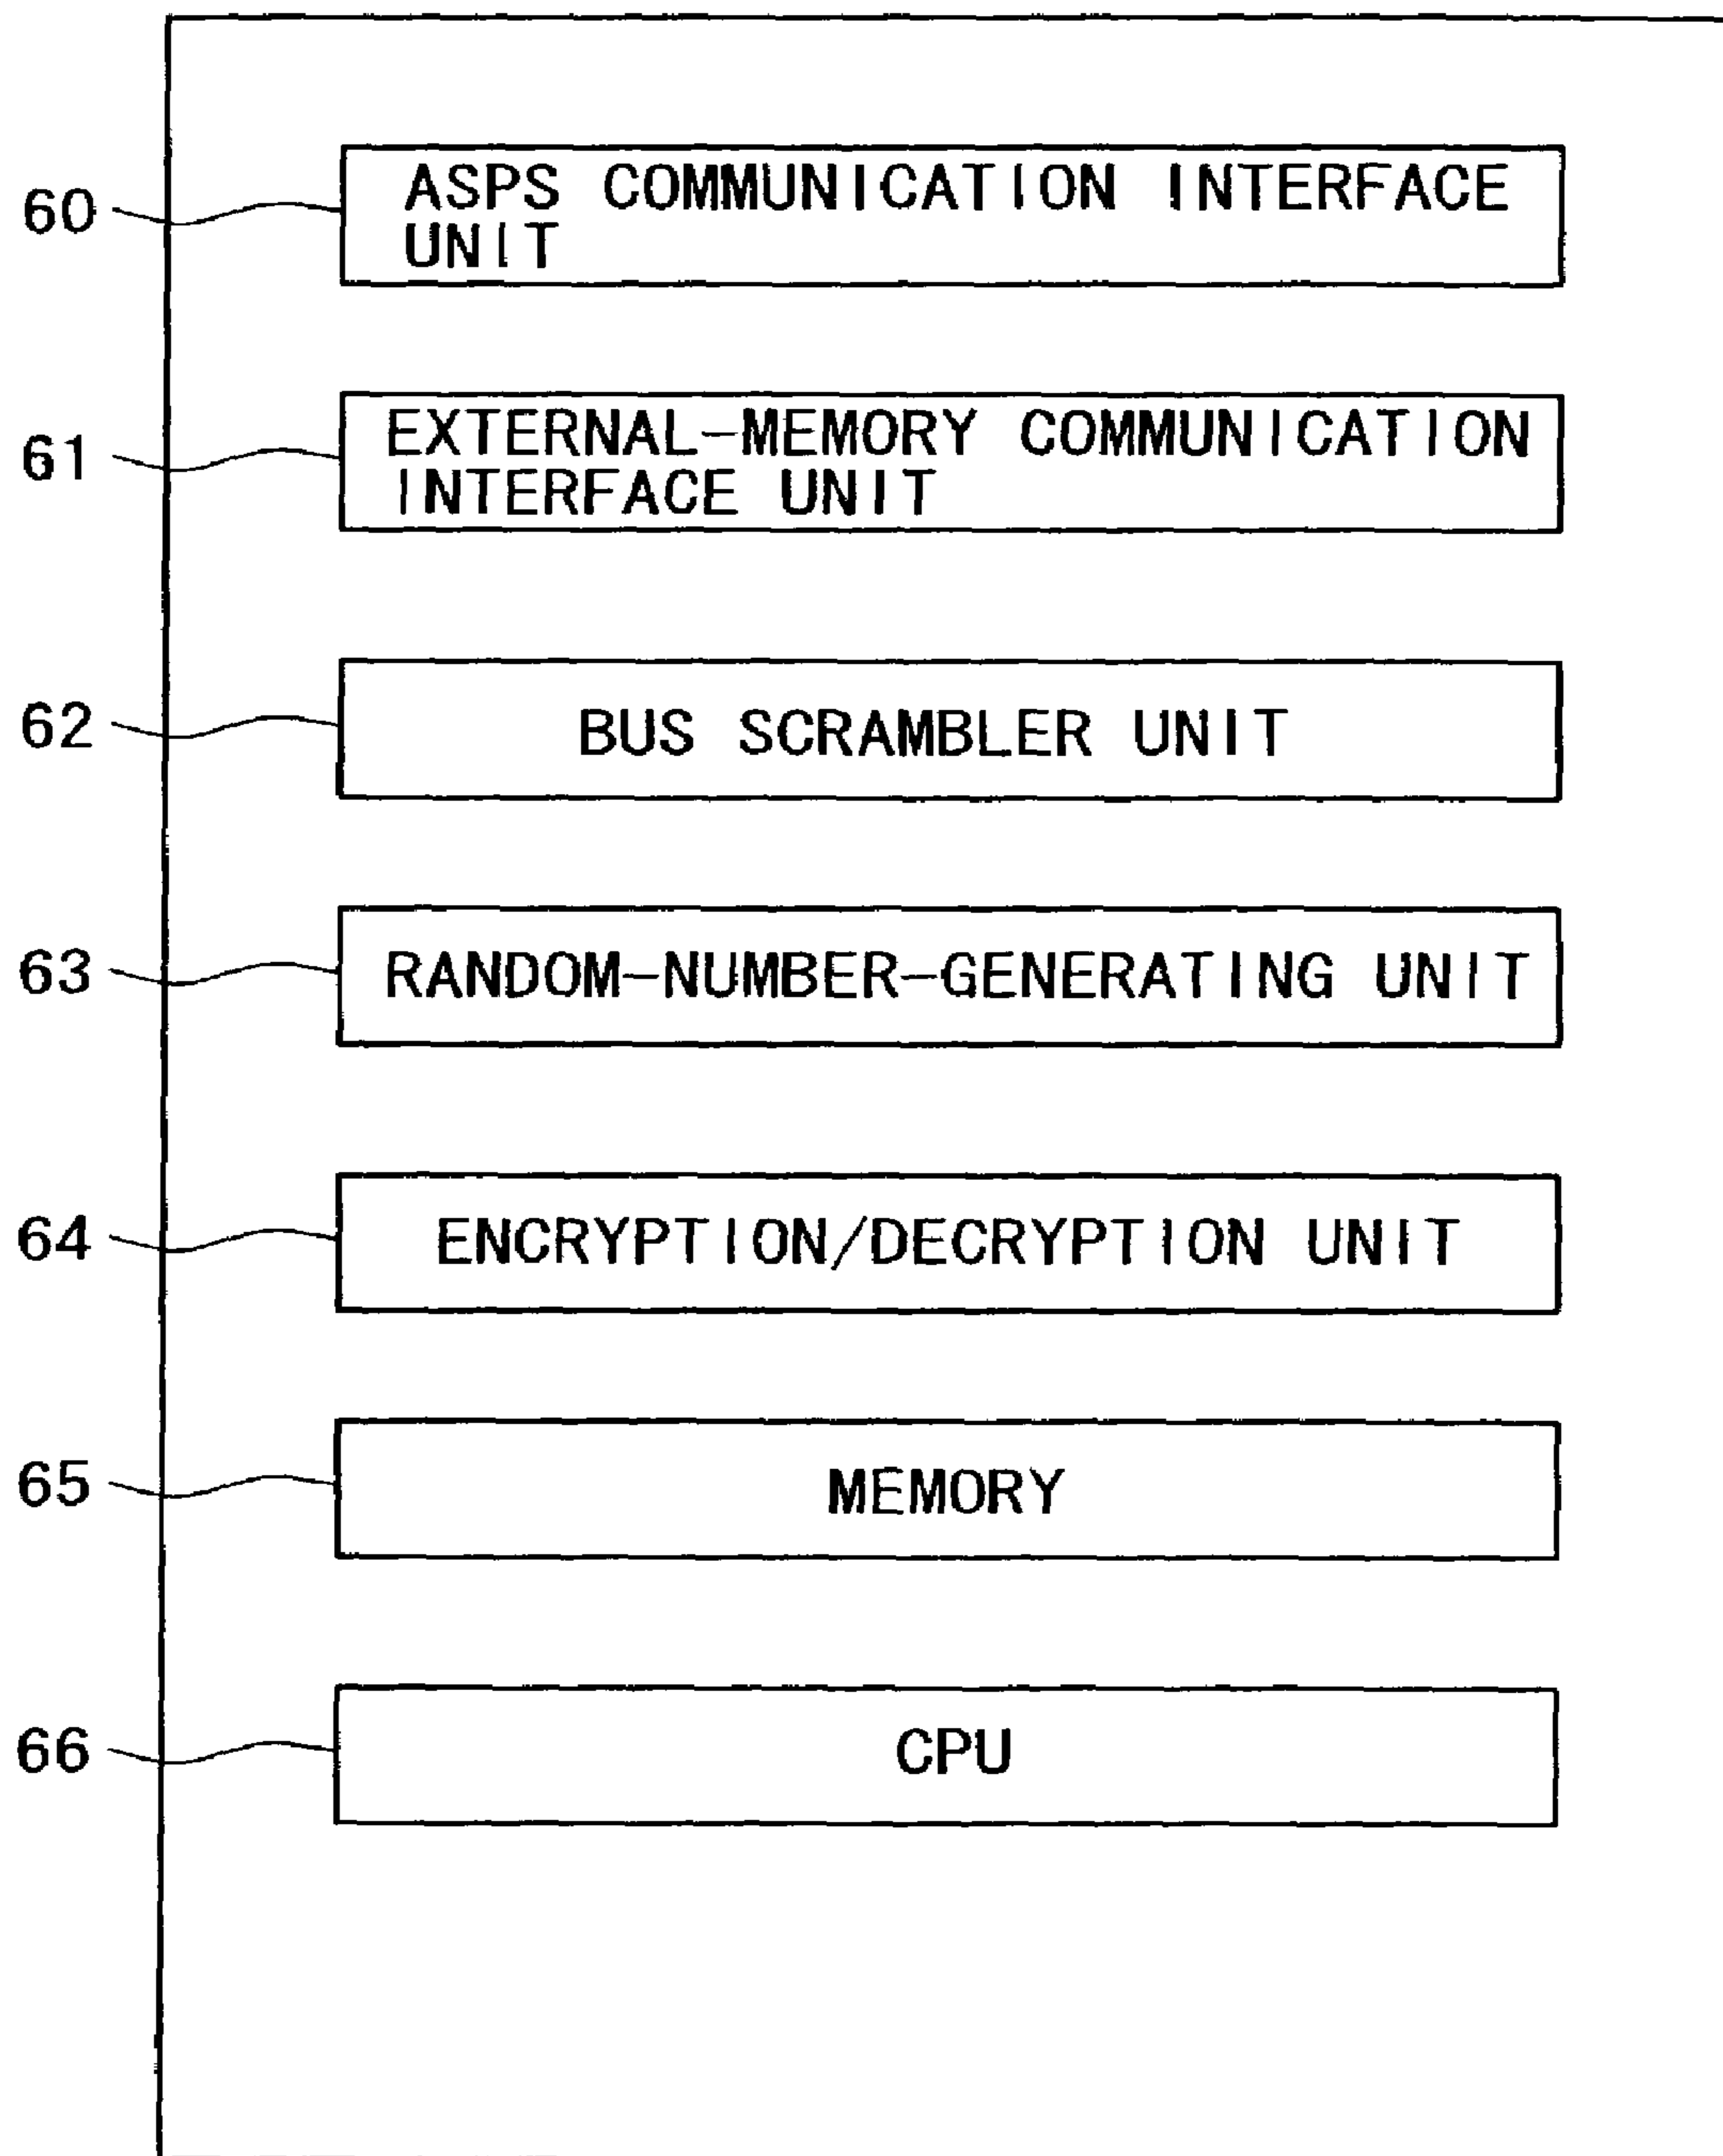 60
ASPS COMMUNICATION INTERFACE
UNIT
61
EXTERNAL-MEMORY COMMUNICATION
INTERFACE UNIT
62
BUS SCRAMBLER UNIT
63
RANDOM-NUMBER-GENERATING UNIT
64
ENCRYPTION/DECRYPTION UNIT
65
MEMORY
66
CPU